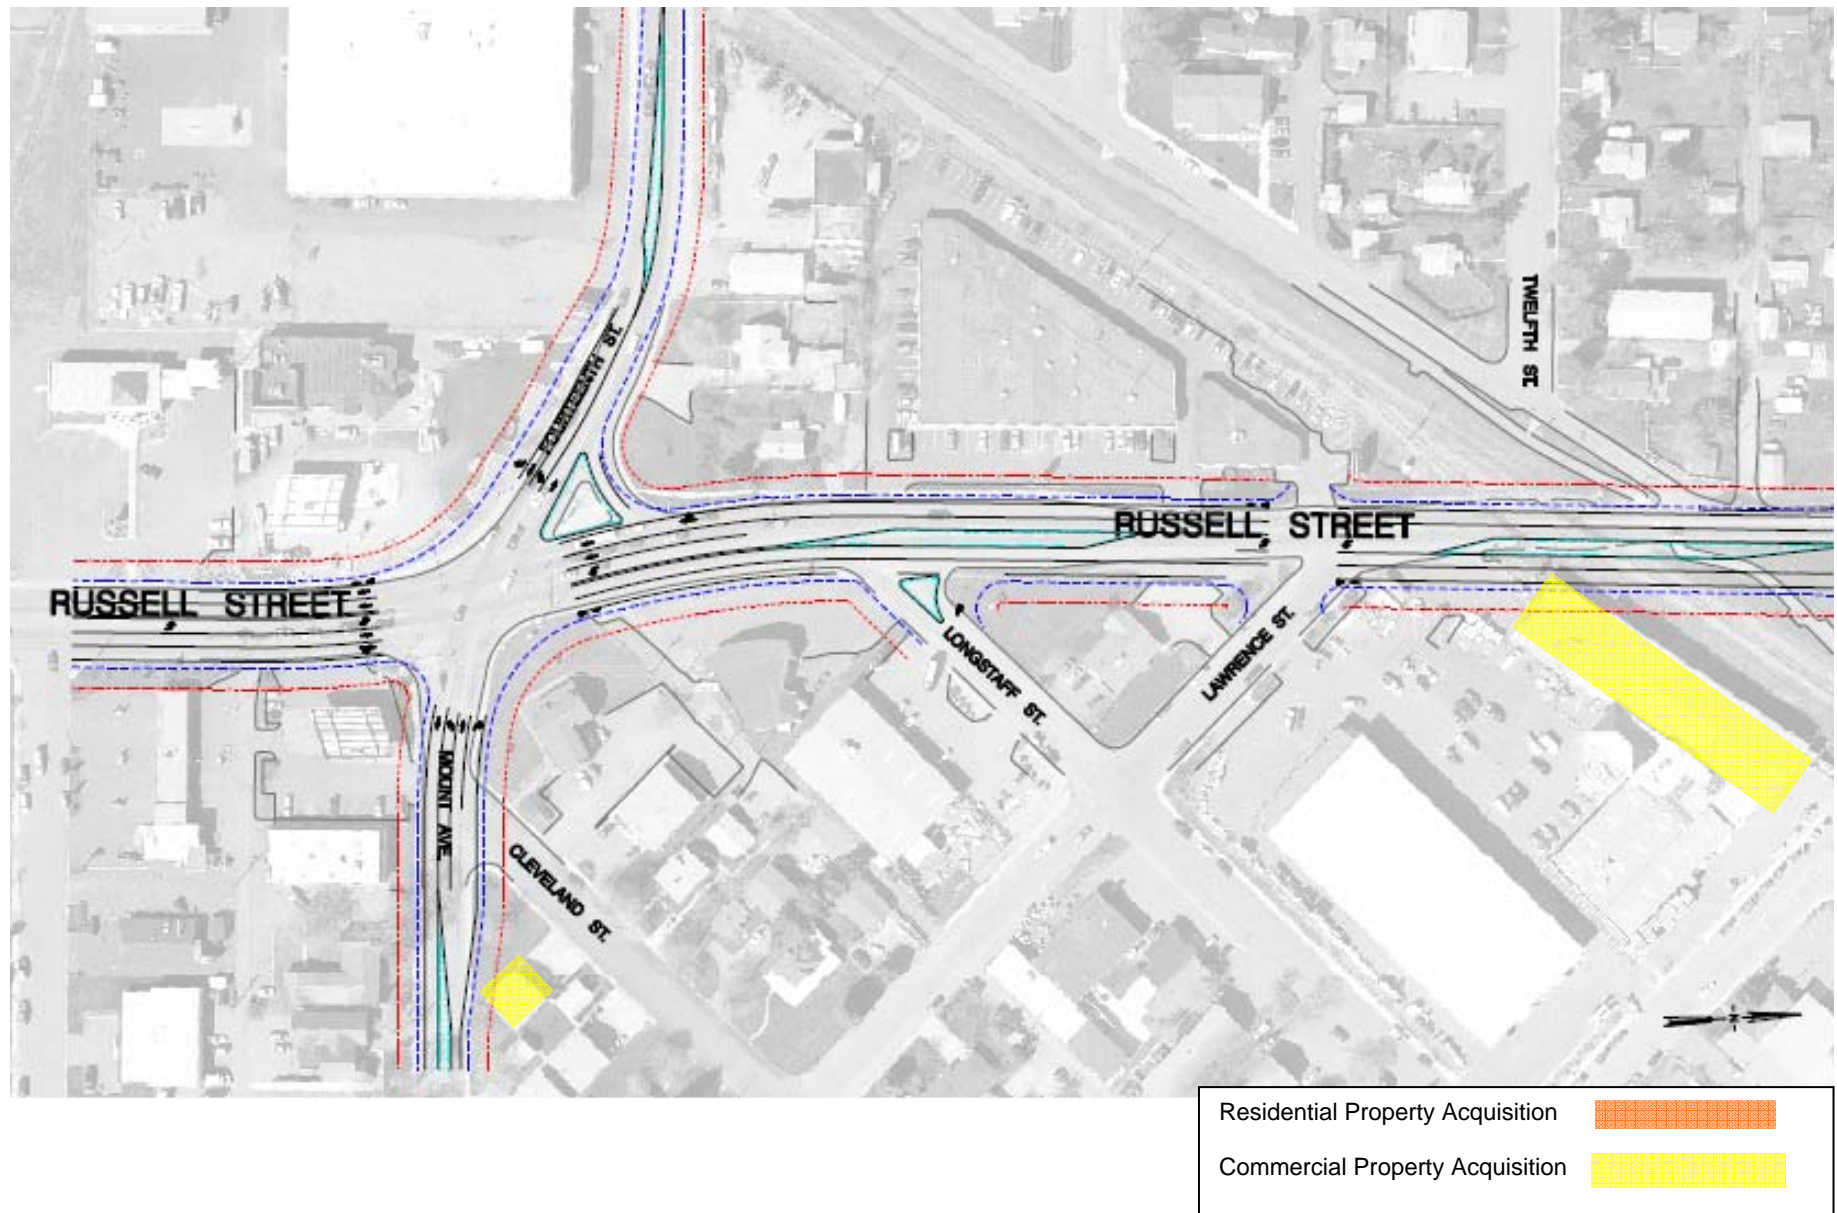 TWELFTH ST.
FOURTEENTH ST.
RUSSELL STREET
RUSSELL STREET
LONGSTAFF ST.
LAWRENCE ST.
MOUNT AVE.
CLEVELAND ST.
N
Residential Property Acquisition
Commercial Property Acquisition